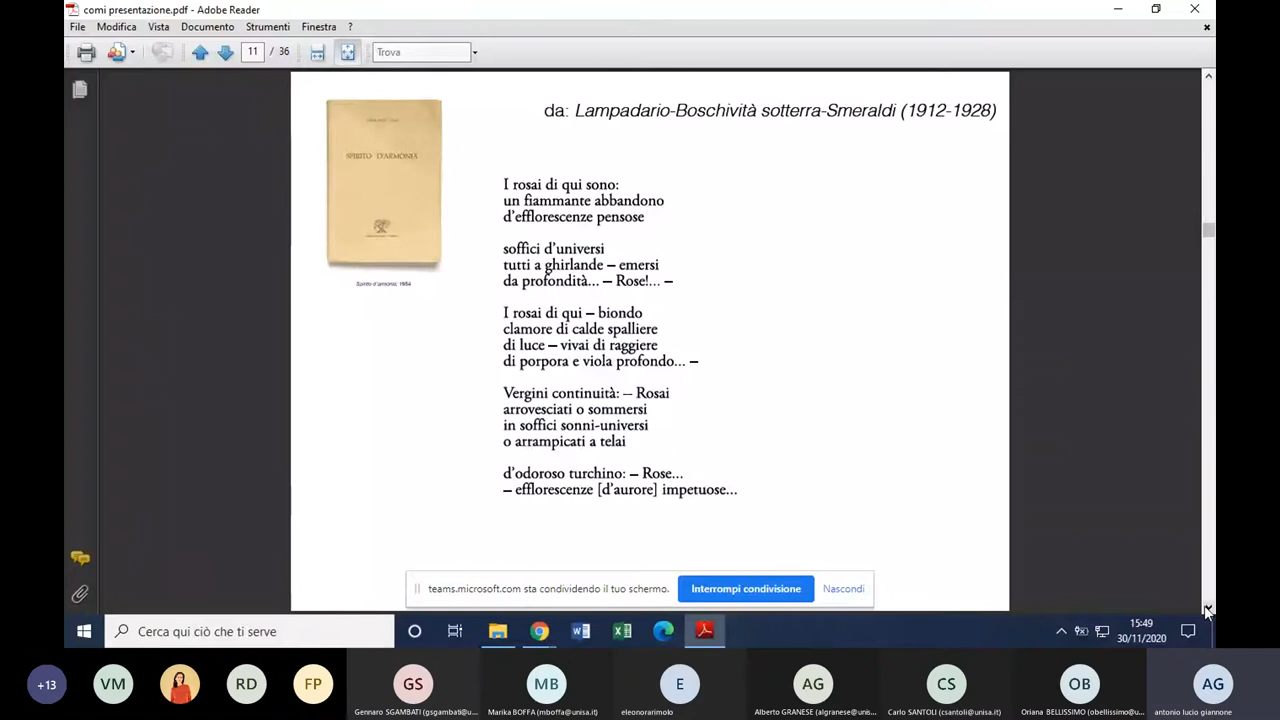 comi presentazione.pdf - Adobe Reader
File Modifica Vista Documento Strumenti Finestra ?
11 / 36 Trova
da: Lampadario-Boschività sotterra-Smeraldi (1912-1928)
SPIRITO D'ARMONIA
Spirito d'armonia, 1954
I rosai di qui sono:
un fiammante abbandono
d'efflorescenze pensose
soffici d'universi
tutti a ghirlande – emersi
da profondità... – Rose!... –
I rosai di qui – biondo
clamore di calde spalliere
di luce – vivai di raggiere
di porpora e viola profondo... –
Vergini continuità: – Rosai
arrovesciati o sommersi
in soffici sonni-universi
o arrampicati a telai
d'odoroso turchino: – Rose...
– efflorescenze [d'aurore] impetuose...
teams.microsoft.com sta condividendo il tuo schermo. Interrompi condivisione Nascondi
Cerca qui ciò che ti serve
15:49
30/11/2020
+13 VM RD FP GS MB E AG CS OB AG
Gennaro SGAMBATI (gsgambati@u... Marika BOFFA (mboffa@unisa.it) eleonorarimolo Alberto GRANESE (algranese@unis... Carlo SANTOLI (csantoli@unisa.it) Oriana BELLISSIMO (obellissimo@u... antonio lucio giannone